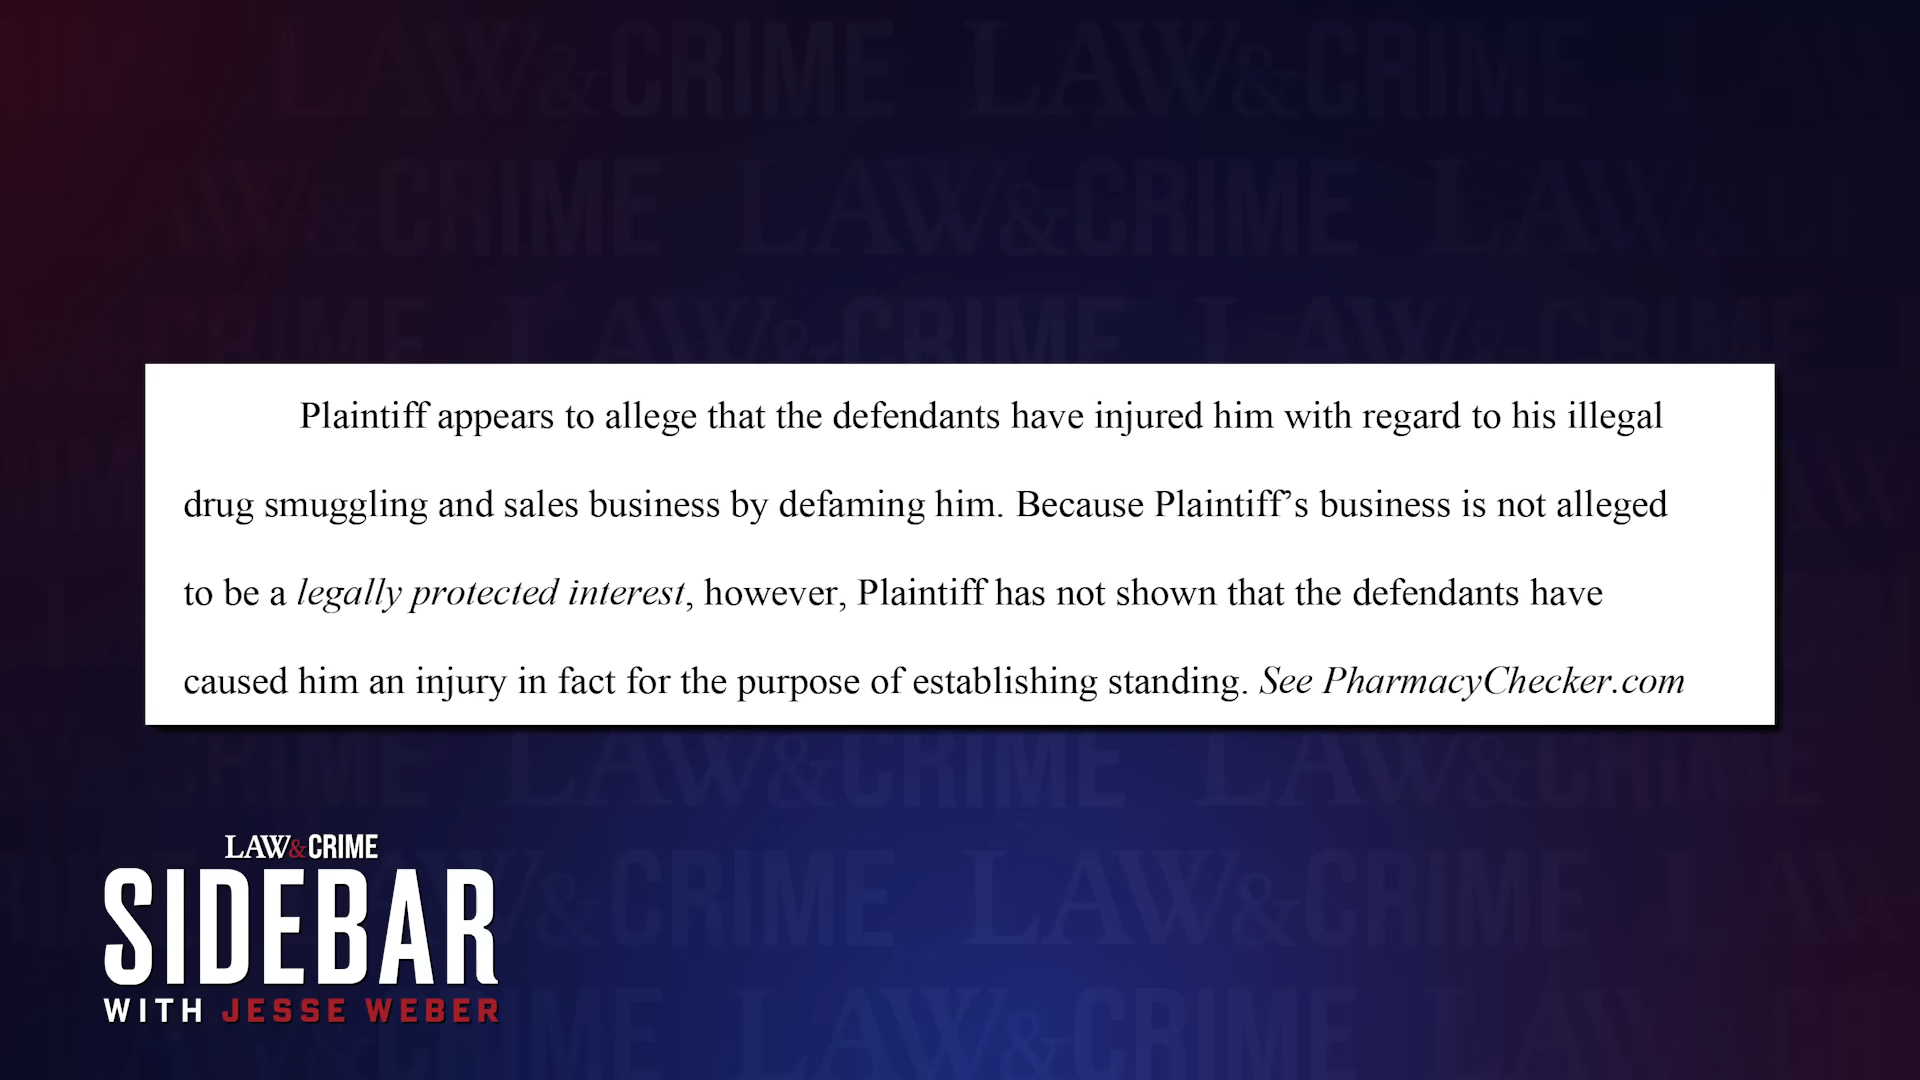 Plaintiff appears to allege that the defendants have injured him with regard to his illegal
drug smuggling and sales business by defaming him. Because Plaintiff’s business is not alleged
to be a legally protected interest, however, Plaintiff has not shown that the defendants have
caused him an injury in fact for the purpose of establishing standing. See PharmacyChecker.com
LAW&CRIME
SIDEBAR
WITH JESSE WEBER